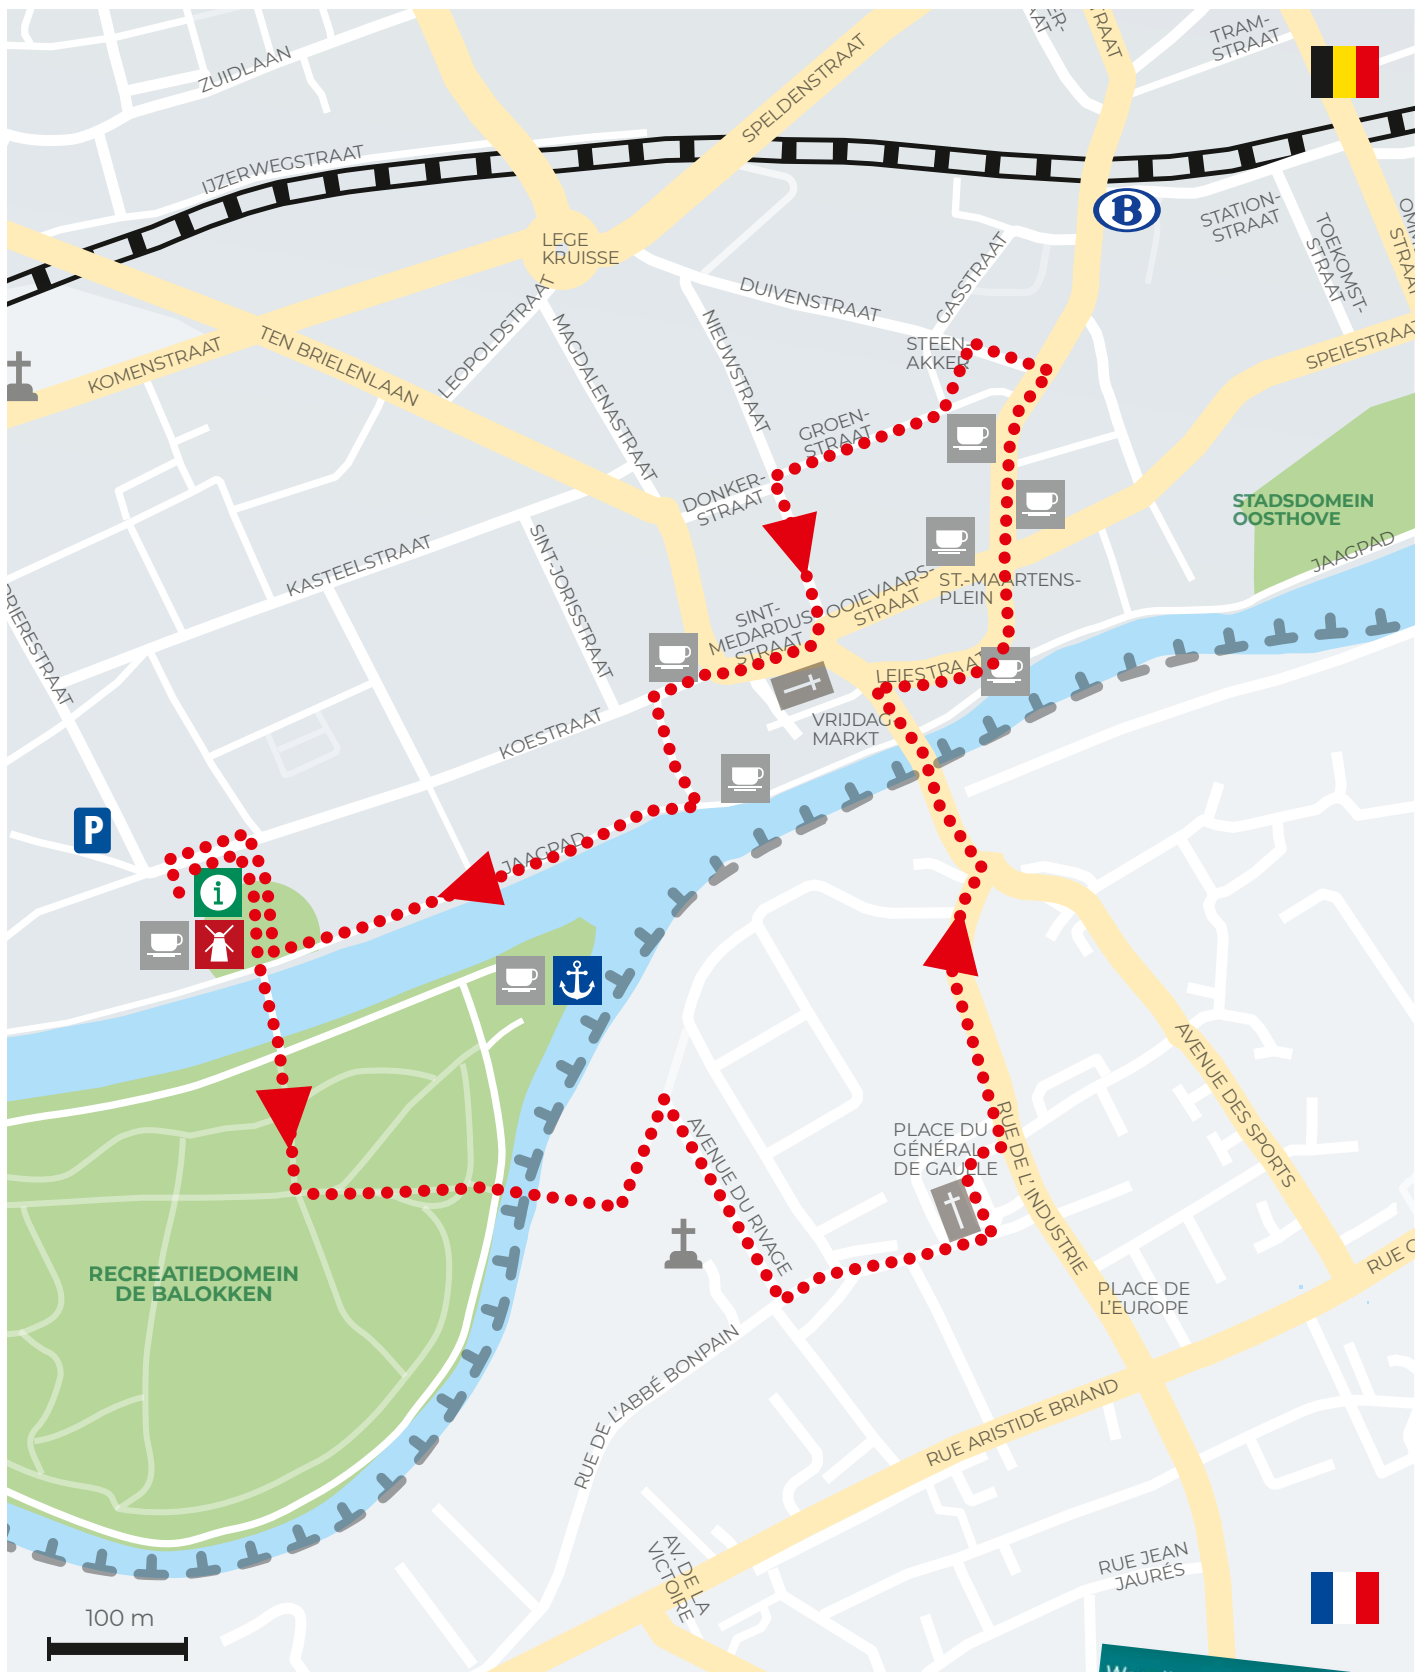 ZUIDLAAN
IJZERWEGSTRAAT
SPELDENSTRAAT
RAAT
TRAM-
STRAAT
B
STATION-
STRAAT
TOEKOMST-
STRAAT
LEGE
KRUISSE
DUIVENSTRAAT
GASSTRAAT
STEEN-
AKKER
SPEIESTRAAT
KOMENSTRAAT
TEN BRIELENLAAN
LEOPOLDSTRAAT
MAGDALENASTRAAT
NIEUWSTRAAT
GROEN-
STRAAT
DONKER-
STRAAT
STADSDOMEIN
OOSTHOVE
JAAGPAD
KASTEELSTRAAT
SINT-JORISSTRAAT
SINT-
MEDARDUS
STRAAT
OOIEVAARS-
STRAAT
ST.-MAARTENS-
PLEIN
LEIESTRAAT
VRIJDAG
MARKT
KOESTRAAT
P
JAAGPAD
i
RECREATIEDOMEIN
DE BALOKKEN
AVENUE DU RIVAGE
PLACE DU
GÉNÉRAL
DE GAULLE
RUE DE L'INDUSTRIE
AVENUE DES SPORTS
PLACE DE
L'EUROPE
RUE DE L'ABBÉ BONPAIN
RUE ARISTIDE BRIAND
AV. DE LA
VICTOIRE
RUE JEAN
JAURÉS
100 m